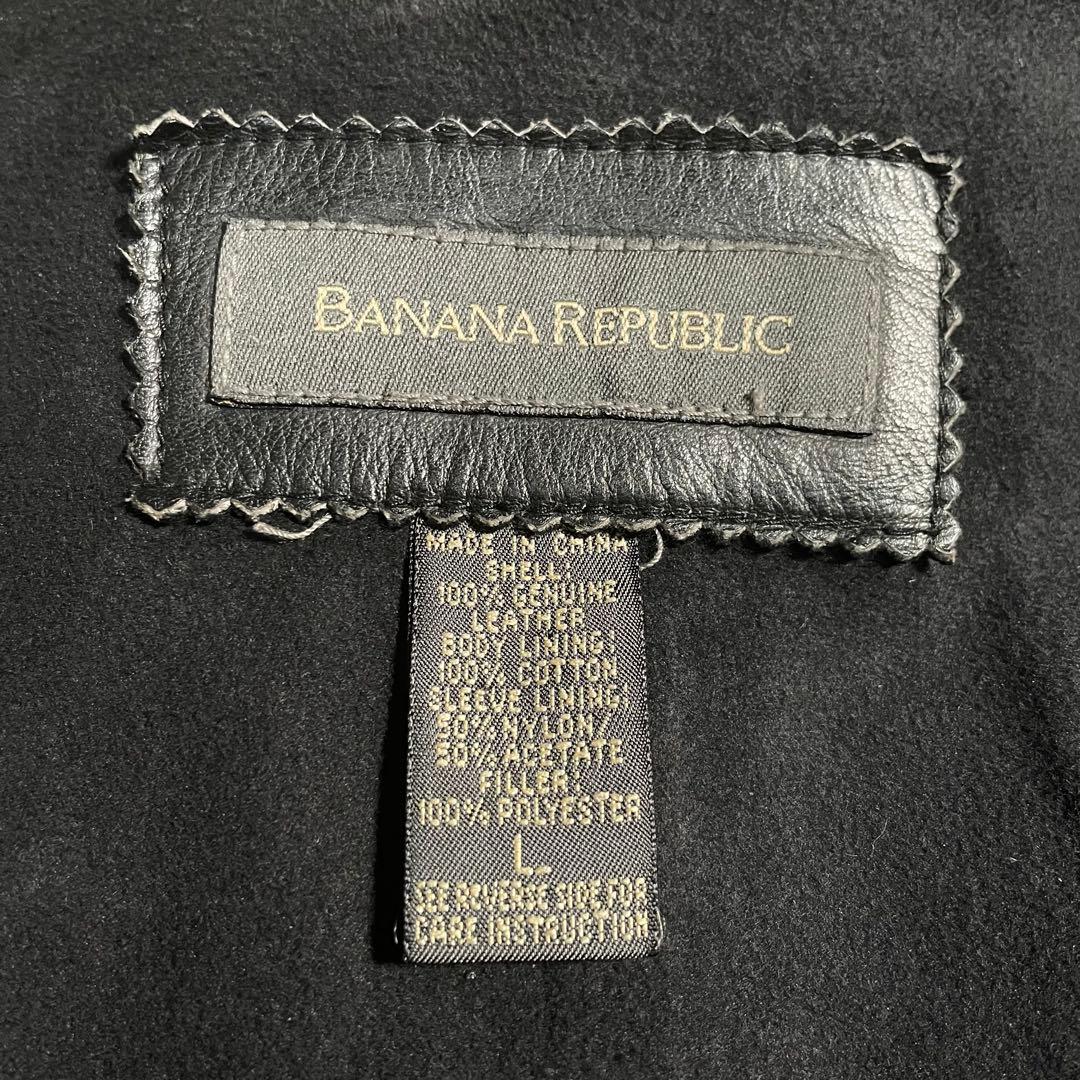 BANANA REPUBLIC
MADE IN CHINA
SHELL:
100% GENUINE
LEATHER
BODY LINING:
100% COTTON
SLEEVE LINING:
50% NYLON/
50% ACETATE
FILLER:
100% POLYESTER
L
SEE REVERSE SIDE FOR
CARE INSTRUCTION